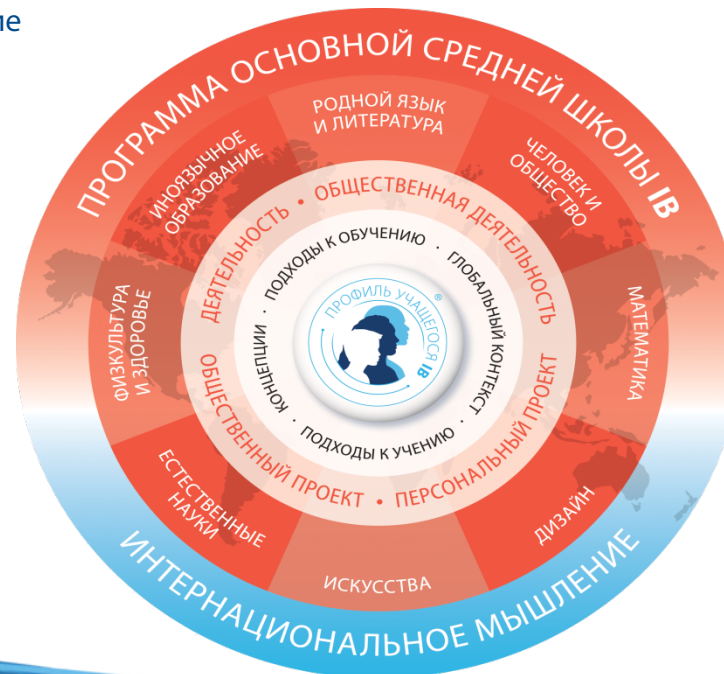 ие
ПРОГРАММА ОСНОВНОЙ СРЕДНЕЙ ШКОЛЫ IB
РОДНОЙ ЯЗЫК
И ЛИТЕРАТУРА
ИНОЯЗЫЧНОЕ
ОБРАЗОВАНИЕ
ЧЕЛОВЕК И
ОБЩЕСТВО
ФИЗКУЛЬТУРА
И ЗДОРОВЬЕ
МАТЕМАТИКА
ЕСТЕСТВЕННЫЕ
НАУКИ
ИСКУССТВА
ДИЗАЙН
ДЕЯТЕЛЬНОСТЬ • ОБЩЕСТВЕННАЯ ДЕЯТЕЛЬНОСТЬ
ОБЩЕСТВЕННЫЙ ПРОЕКТ • ПЕРСОНАЛЬНЫЙ ПРОЕКТ
ПОДХОДЫ К ОБУЧЕНИЮ · ГЛОБАЛЬНЫЙ КОНТЕКСТ ·
КОНЦЕПЦИИ · ПОДХОДЫ К УЧЕНИЮ
ПРОФИЛЬ УЧАЩЕГОСЯ IB®
ИНТЕРНАЦИОНАЛЬНОЕ МЫШЛЕНИЕ